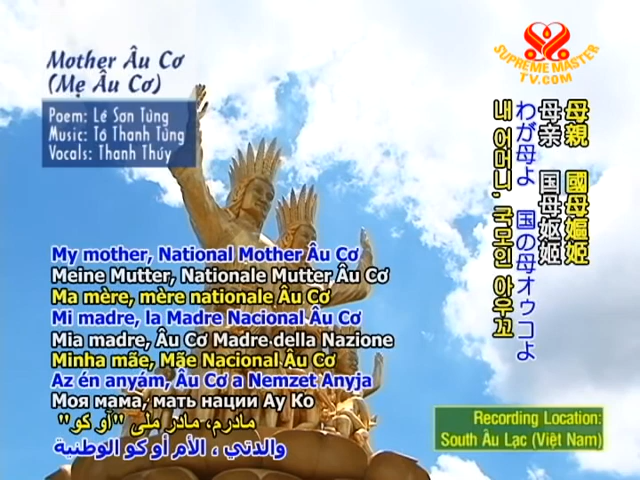 Mother Âu Cơ
(Mẹ Âu Cơ)
Poem: Lê Sơn Tùng
Music: Tô Thanh Tùng
Vocals: Thanh Thúy
SUPREME MASTER
TV.COM
母親 國母嫗姬
母亲 国母妪姬
わが母よ 国の母オゥコよ
내 어머니, 국모인 아우꼬
My mother, National Mother Âu Cơ
Meine Mutter, Nationale Mutter Âu Cơ
Ma mère, mère nationale Âu Cơ
Mi madre, la Madre Nacional Âu Cơ
Mia madre, Âu Cơ Madre della Nazione
Minha mãe, Mãe Nacional Âu Cơ
Az én anyám, Âu Cơ a Nemzet Anyja
Моя мама, мать нации Ау Ко
مادرم، مادر ملی "آو کو"
والدتي ، الأم أو كو الوطنية
Recording Location:
South Âu Lạc (Việt Nam)